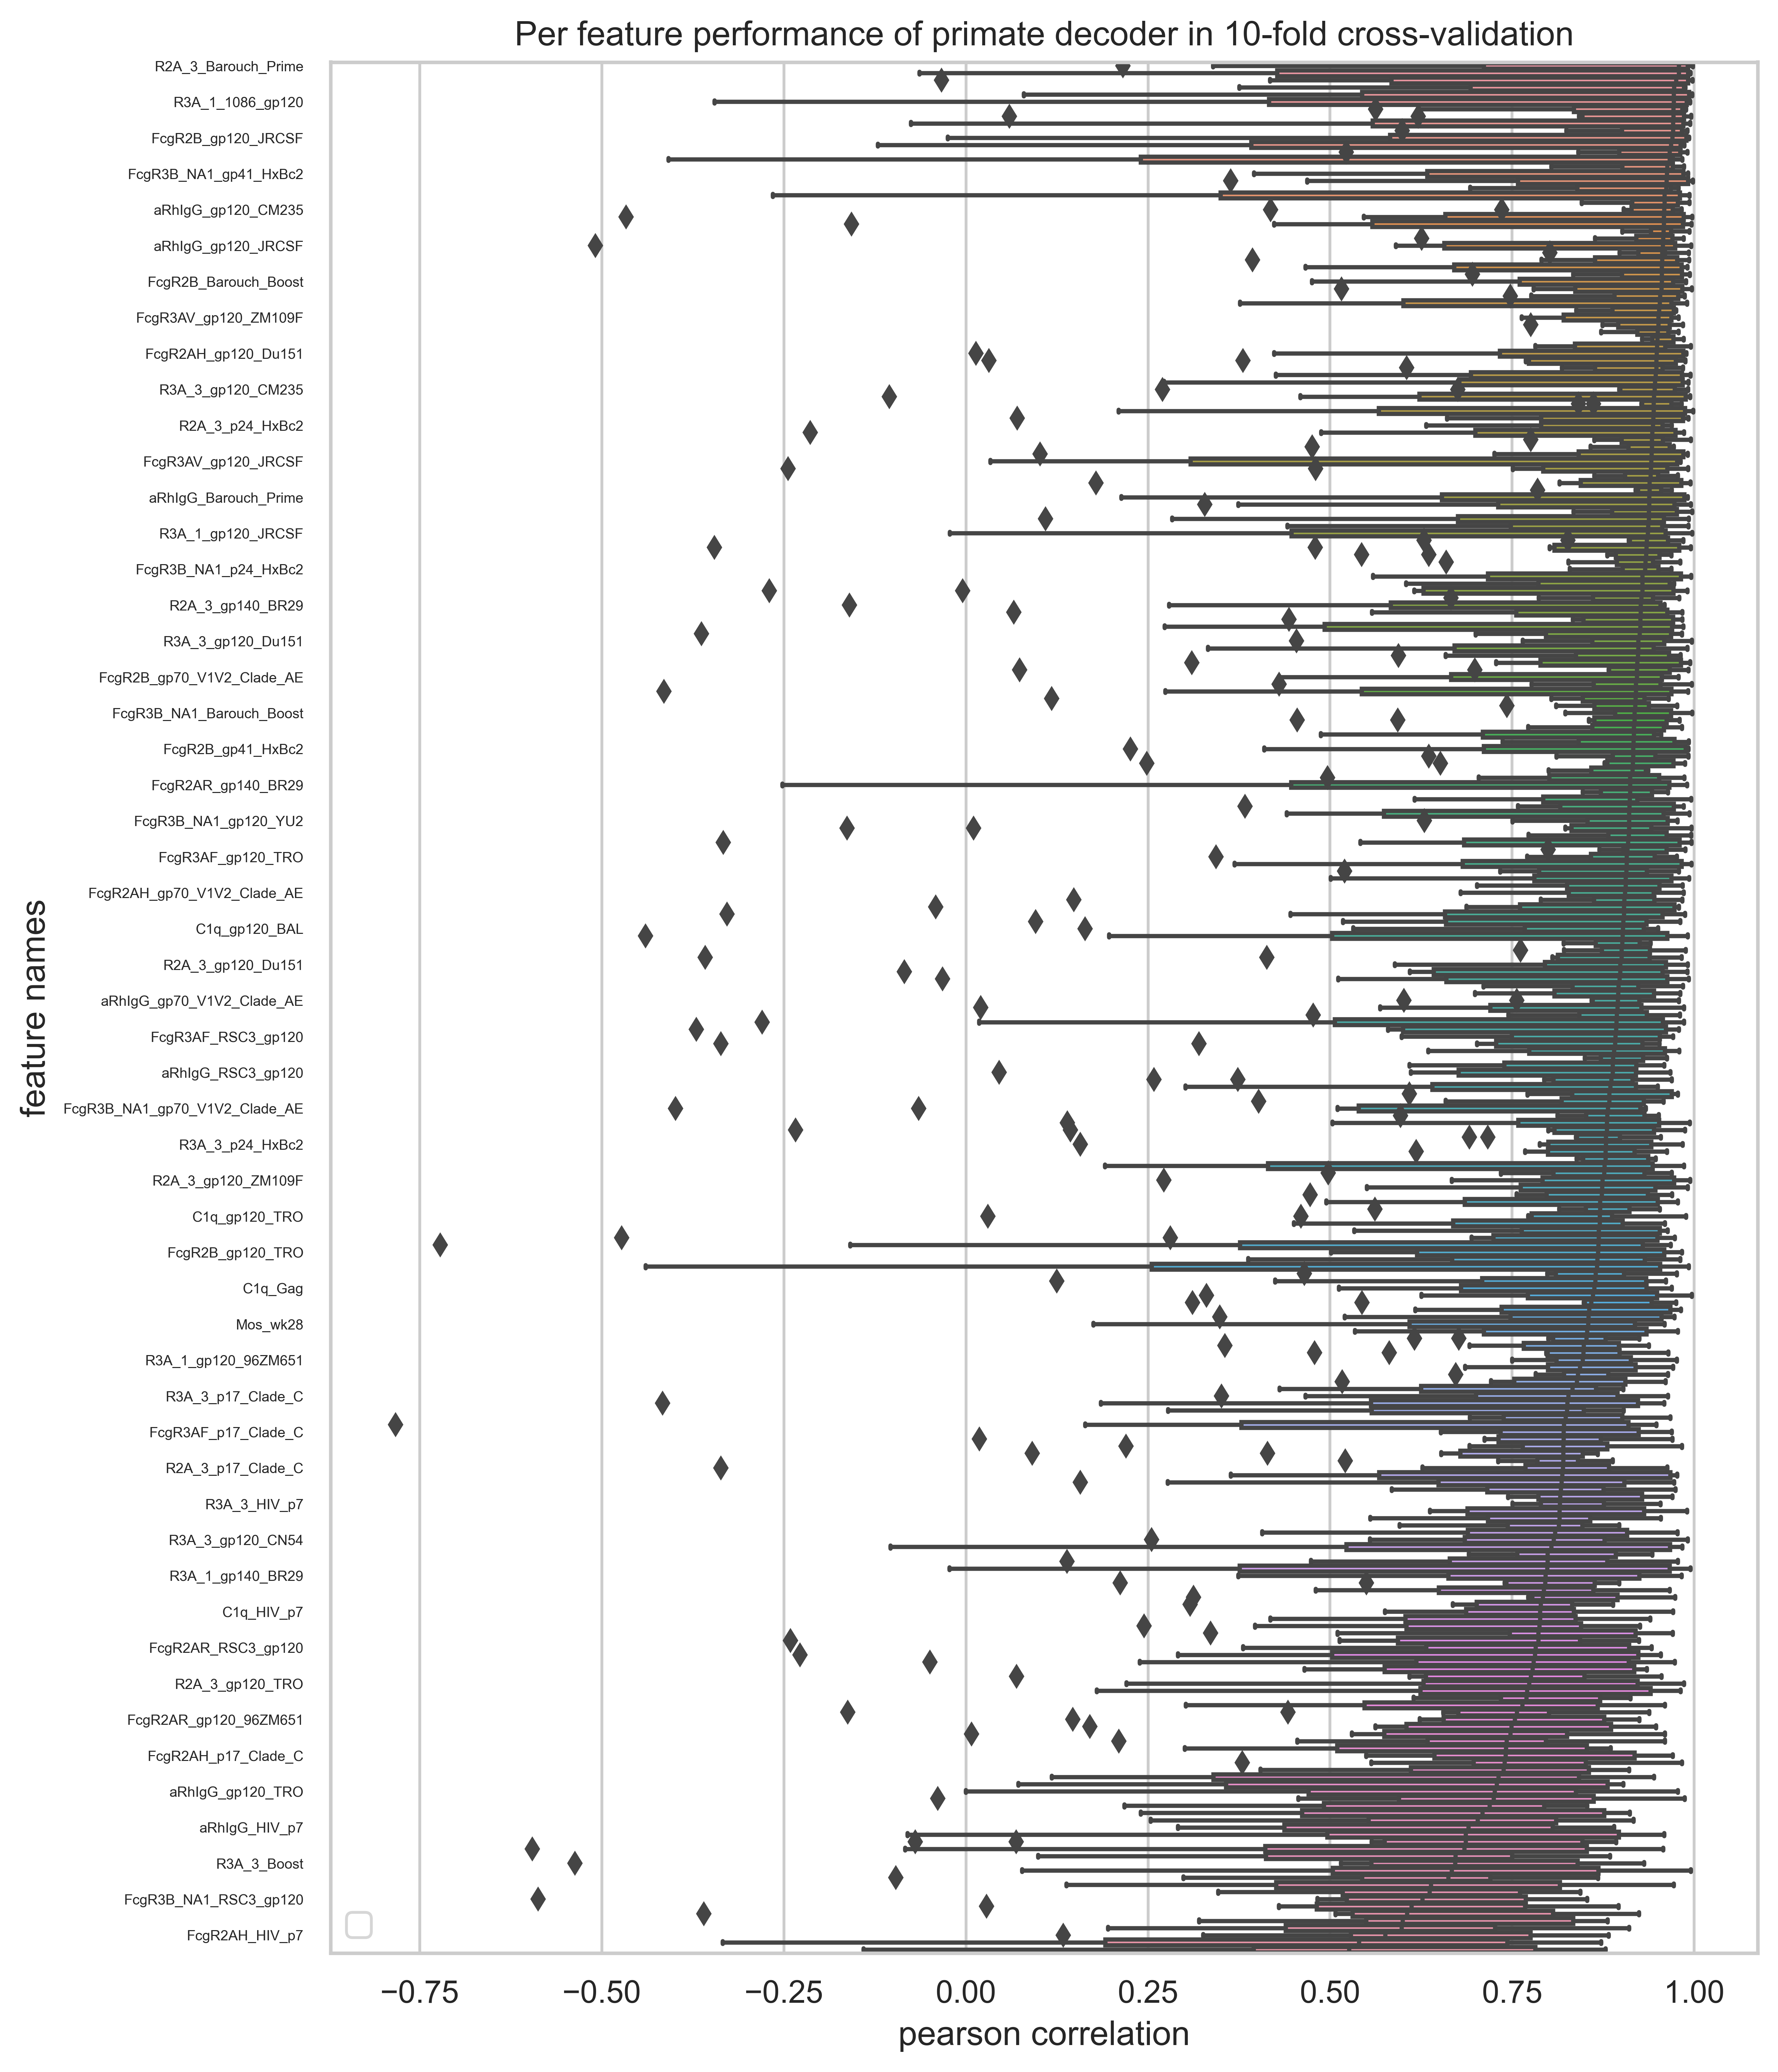 Per feature performance of primate decoder in 10-fold cross-validation
R2A_3_Barouch_Prime
R3A_1_1086_gp120
FcgR2B_gp120_JRCSF
FcgR3B_NA1_gp41_HxBc2
aRhIgG_gp120_CM235
aRhIgG_gp120_JRCSF
FcgR2B_Barouch_Boost
FcgR3AV_gp120_ZM109F
FcgR2AH_gp120_Du151
R3A_3_gp120_CM235
R2A_3_p24_HxBc2
FcgR3AV_gp120_JRCSF
aRhIgG_Barouch_Prime
R3A_1_gp120_JRCSF
FcgR3B_NA1_p24_HxBc2
R2A_3_gp140_BR29
R3A_3_gp120_Du151
FcgR2B_gp70_V1V2_Clade_AE
FcgR3B_NA1_Barouch_Boost
FcgR2B_gp41_HxBc2
FcgR2AR_gp140_BR29
FcgR3B_NA1_gp120_YU2
FcgR3AF_gp120_TRO
FcgR2AH_gp70_V1V2_Clade_AE
C1q_gp120_BAL
R2A_3_gp120_Du151
aRhIgG_gp70_V1V2_Clade_AE
FcgR3AF_RSC3_gp120
aRhIgG_RSC3_gp120
FcgR3B_NA1_gp70_V1V2_Clade_AE
R3A_3_p24_HxBc2
R2A_3_gp120_ZM109F
C1q_gp120_TRO
FcgR2B_gp120_TRO
C1q_Gag
Mos_wk28
R3A_1_gp120_96ZM651
R3A_3_p17_Clade_C
FcgR3AF_p17_Clade_C
R2A_3_p17_Clade_C
R3A_3_HIV_p7
R3A_3_gp120_CN54
R3A_1_gp140_BR29
C1q_HIV_p7
FcgR2AR_RSC3_gp120
R2A_3_gp120_TRO
FcgR2AR_gp120_96ZM651
FcgR2AH_p17_Clade_C
aRhIgG_gp120_TRO
aRhIgG_HIV_p7
R3A_3_Boost
FcgR3B_NA1_RSC3_gp120
FcgR2AH_HIV_p7
feature names
−0.75 −0.50 −0.25 0.00 0.25 0.50 0.75 1.00
pearson correlation